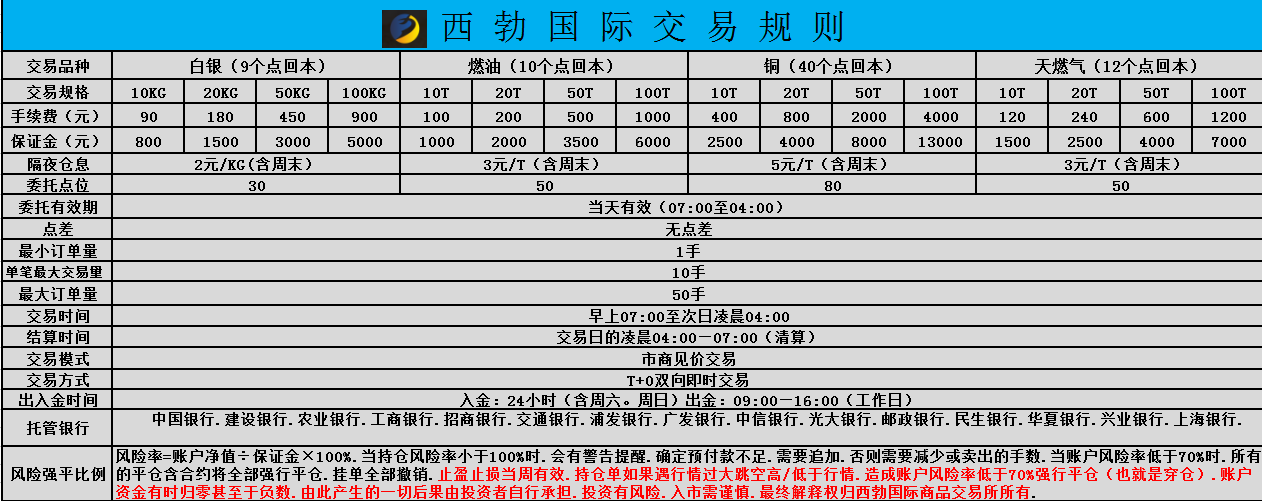 西勃国际交易规则
交易品种 白银（9个点回本） 燃油（10个点回本） 铜（40个点回本） 天燃气（12个点回本）
交易规格 10KG 20KG 50KG 100KG 10T 20T 50T 100T 10T 20T 50T 100T 10T 20T 50T 100T
手续费（元） 90 180 450 900 100 200 500 1000 400 800 2000 4000 120 240 600 1200
保证金（元） 800 1500 3000 5000 1000 2000 3500 6000 2500 4000 8000 13000 1500 2500 4000 7000
隔夜仓息 2元/KG(含周末） 3元/T（含周末） 5元/T（含周末） 3元/T（含周末）
委托点位 30 50 80 50
委托有效期 当天有效（07:00至04:00）
点差 无点差
最小订单量 1手
单笔最大交易量 10手
最大订单量 50手
交易时间 早上07:00至次日凌晨04:00
结算时间 交易日的凌晨04:00－07:00（清算）
交易模式 市商见价交易
交易方式 T+0双向即时交易
出入金时间 入金：24小时（含周六。周日）出金：09:00－16:00（工作日）
托管银行 中国银行.建设银行.农业银行.工商银行.招商银行.交通银行.浦发银行.广发银行.中信银行.光大银行.邮政银行.民生银行.华夏银行.兴业银行.上海银行.
风险强平比例 风险率=账户净值÷保证金×100%.当持仓风险率小于100%时.会有警告提醒.确定预付款不足.需要追加.否则需要减少或卖出的手数.当账户风险率低于70%时.所有
的平仓含合约将全部强行平仓.挂单全部撤销.止盈止损当周有效.持仓单如果遇行情过大跳空高/低于行情.造成账户风险率低于70%强行平仓（也就是穿仓）.账户
资金有时归零甚至于负数.由此产生的一切后果由投资者自行承担.投资有风险.入市需谨慎.最终解释权归西勃国际商品交易所所有.